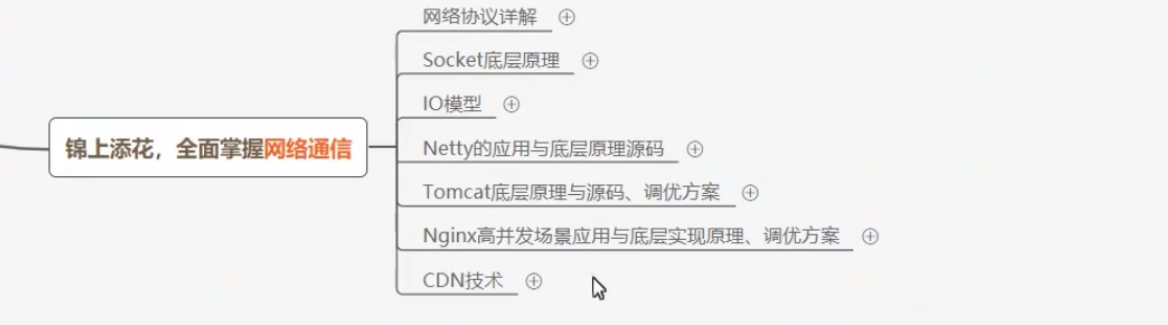 网络协议详解
Socket底层原理
IO模型
锦上添花，全面掌握网络通信
Netty的应用与底层原理源码
Tomcat底层原理与源码、调优方案
Nginx高并发场景应用与底层实现原理、调优方案
CDN技术